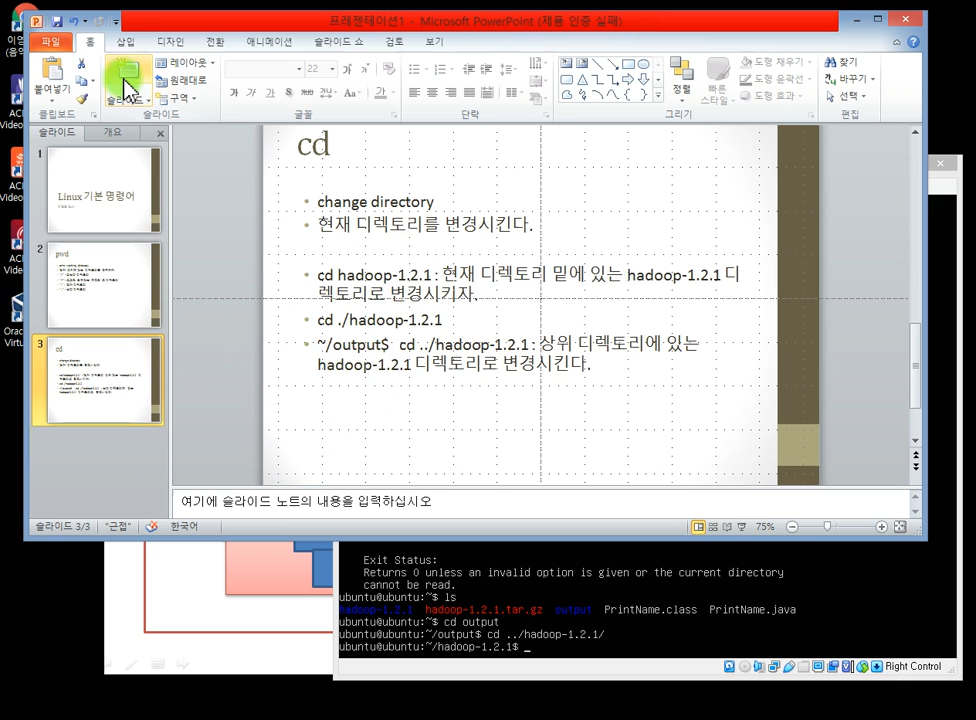 프레젠테이션1 - Microsoft PowerPoint (제품 인증 실패)
파일 홈 삽입 디자인 전환 애니메이션 슬라이드 쇼 검토 보기
붙여넣기
레이아웃
원래대로
구역
22
가 가 가 S abc 가간 Aa 가
정렬
빠른 스타일
도형 채우기
도형 윤곽선
도형 효과
찾기
바꾸기
선택
클립보드 슬라이드 글꼴 단락 그리기 편집
슬라이드 개요
1
Linux 기본 명령어
2
pwd
3
cd
cd
• change directory
• 현재 디렉토리를 변경시킨다.
• cd hadoop-1.2.1 : 현재 디렉토리 밑에 있는 hadoop-1.2.1 디
렉토리로 변경시키자.
• cd ./hadoop-1.2.1
• ~/output$ cd ../hadoop-1.2.1 : 상위 디렉토리에 있는
hadoop-1.2.1 디렉토리로 변경시킨다.
여기에 슬라이드 노트의 내용을 입력하십시오
슬라이드 3/3 "근접" 한국어 75%
Exit Status:
Returns 0 unless an invalid option is given or the current directory
cannot be read.
ubuntu@ubuntu:~$ ls
hadoop-1.2.1 hadoop-1.2.1.tar.gz output PrintName.class PrintName.java
ubuntu@ubuntu:~$ cd output
ubuntu@ubuntu:~/output$ cd ../hadoop-1.2.1/
ubuntu@ubuntu:~/hadoop-1.2.1$ _
Right Control